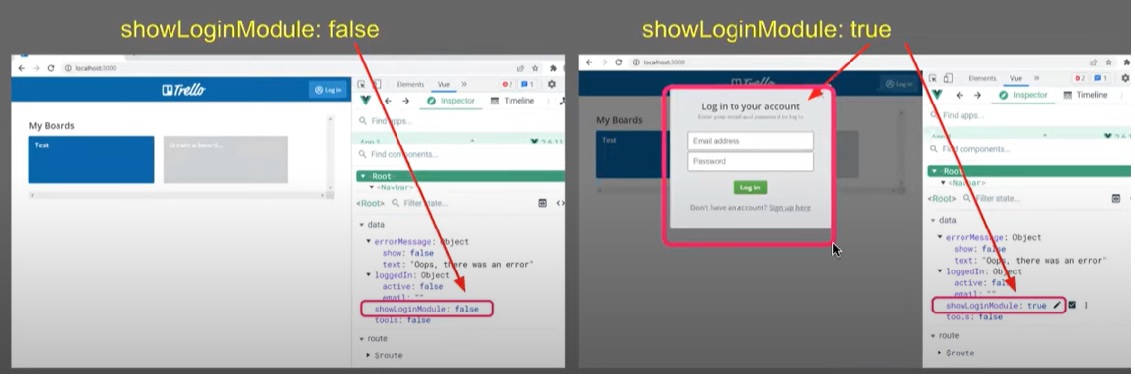 showLoginModule: false
localhost:3000
Trello
Log in
My Boards
Test
Create a board...
Elements
Vue
»
2
1
Inspector
Timeline
Find apps...
Find components...
Root
<Navbar>
<Root>
Filter state...
data
errorMessage: Object
show: false
text: "Oops, there was an error"
loggedIn: Object
active: false
email: ""
showLoginModule: false
tools: false
route
$route
showLoginModule: true
localhost:3000
Trello
Log in
My Boards
Test
Log in to your account
Enter your email and password to log in
Email address
Password
Log in
Don't have an account? Sign up here
Elements
Vue
»
2
1
Inspector
Timeline
Find apps...
Find components...
Root
<Navbar>
<Root>
Filter state...
data
errorMessage: Object
show: false
text: "Oops, there was an error"
loggedIn: Object
active: false
email: ""
showLoginModule: true
tools: false
route
$route